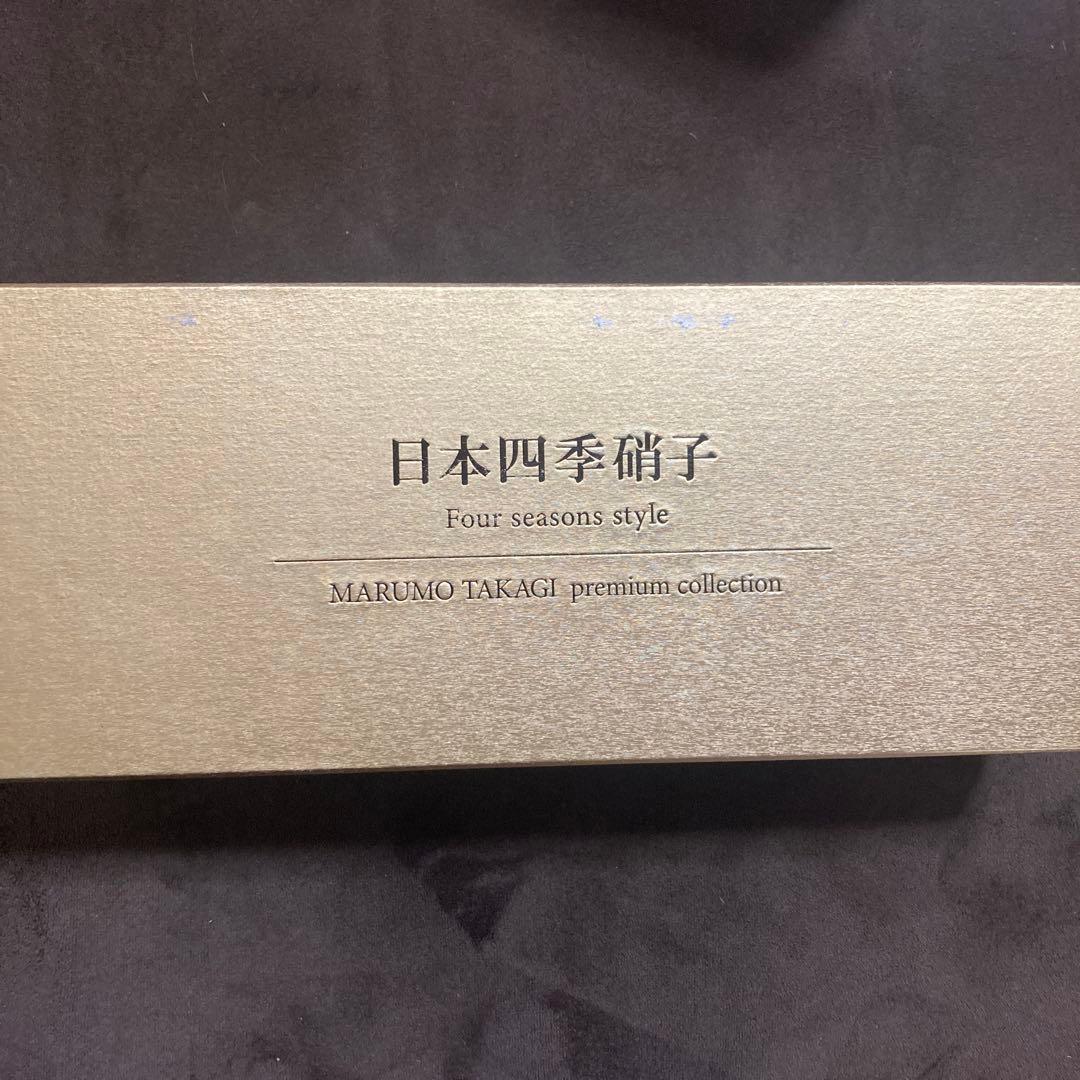 日本四季硝子
Four seasons style
MARUMO TAKAGI premium collection